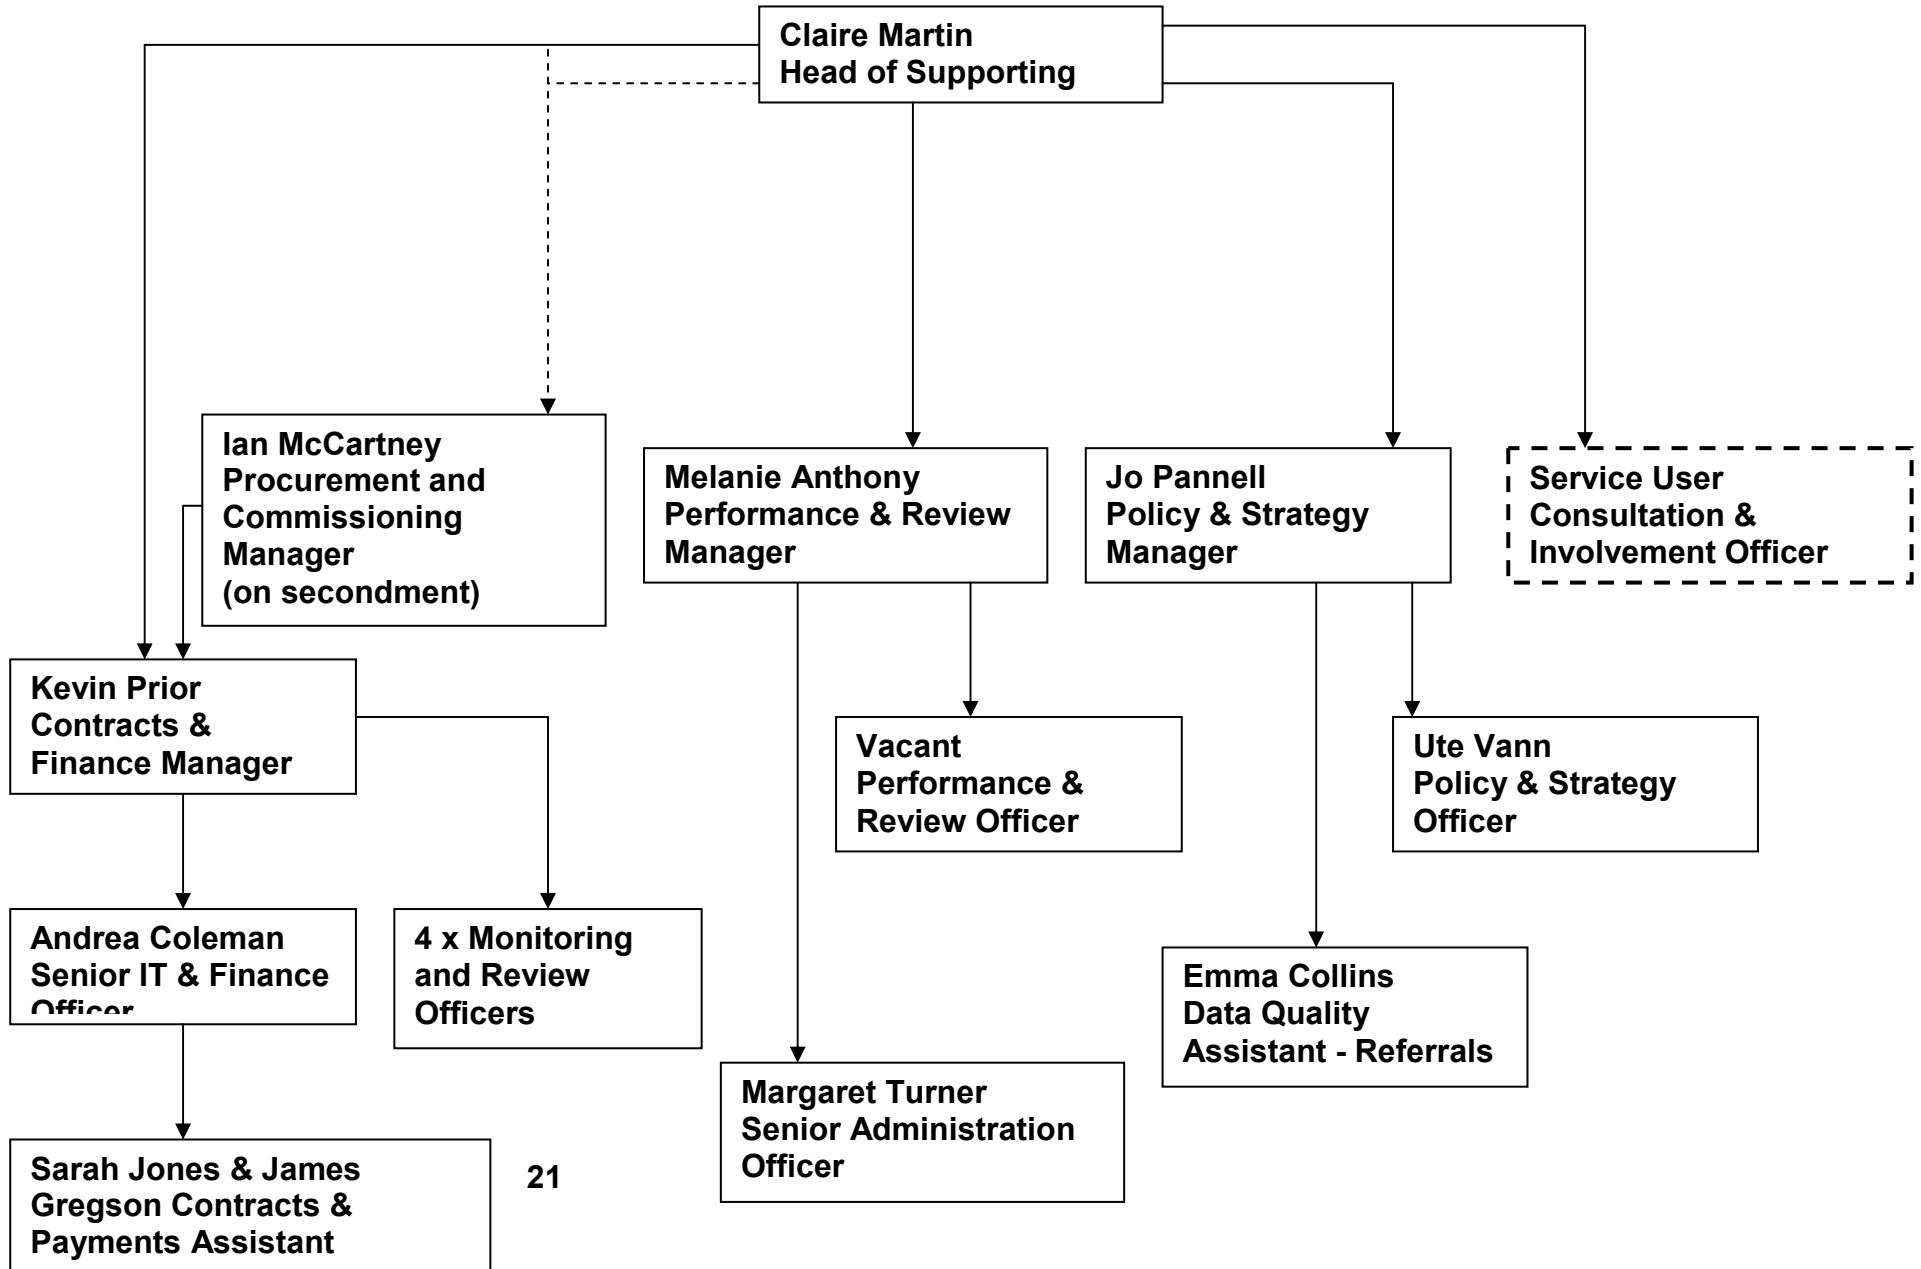 Claire Martin
Head of Supporting
Ian McCartney
Procurement and
Commissioning
Manager
(on secondment)
Melanie Anthony
Performance & Review
Manager
Jo Pannell
Policy & Strategy
Manager
Service User
Consultation &
Involvement Officer
Kevin Prior
Contracts &
Finance Manager
Vacant
Performance &
Review Officer
Ute Vann
Policy & Strategy
Officer
Andrea Coleman
Senior IT & Finance
Officer
4 x Monitoring
and Review
Officers
Emma Collins
Data Quality
Assistant - Referrals
Margaret Turner
Senior Administration
Officer
Sarah Jones & James
Gregson Contracts &
Payments Assistant
21